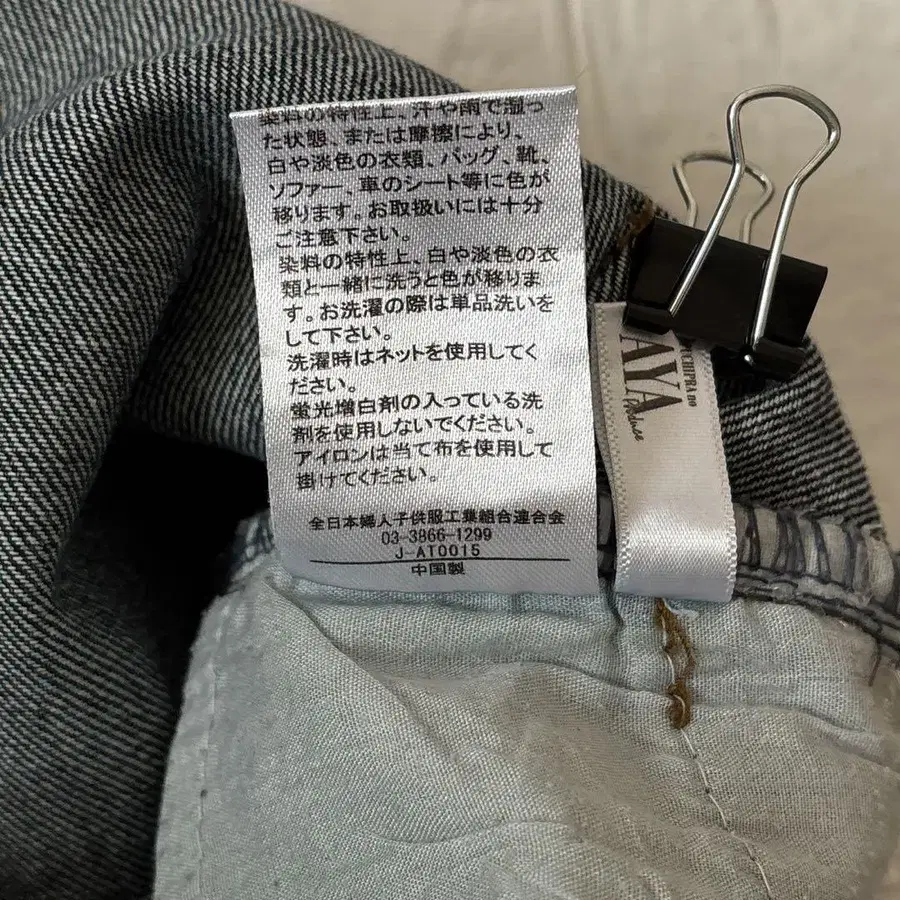 染料の特性上、汗や雨で湿っ
た状態、または摩擦により、
白や淡色の衣類、バッグ、靴、
ソファー、車のシート等に色が
移ります。お取扱いには十分
ご注意下さい。
染料の特性上、白や淡色の衣
類と一緒に洗うと色が移りま
す。お洗濯の際は単品洗いを
して下さい。
洗濯時はネットを使用してく
ださい。
蛍光増白剤の入っている洗
剤を使用しないでください。
アイロンは当て布を使用して
掛けてください。
全日本婦人子供服工業組合連合会
03-3866-1299
J-AT0015
中国製
AYA
Produce